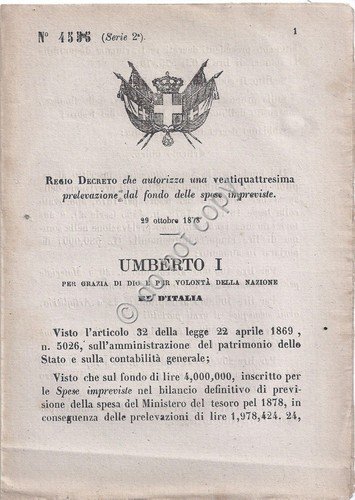 N° 4536 (Serie 2ª).
1
REGIO DECRETO che autorizza una ventiquattresima
prelevazione dal fondo delle spese impreviste.
29 ottobre 1878
UMBERTO I
PER GRAZIA DI DIO E PER VOLONTÀ DELLA NAZIONE
RE D'ITALIA
Visto l'articolo 32 della legge 22 aprile 1869,
n. 5026, sull'amministrazione del patrimonio dello
Stato e sulla contabilità generale;
Visto che sul fondo di lire 4,000,000, inscritto per
le Spese impreviste nel bilancio definitivo di previ-
sione della spesa del Ministero del tesoro pel 1878, in
conseguenza delle prelevazioni di lire 1,978,424. 24,
do not copy